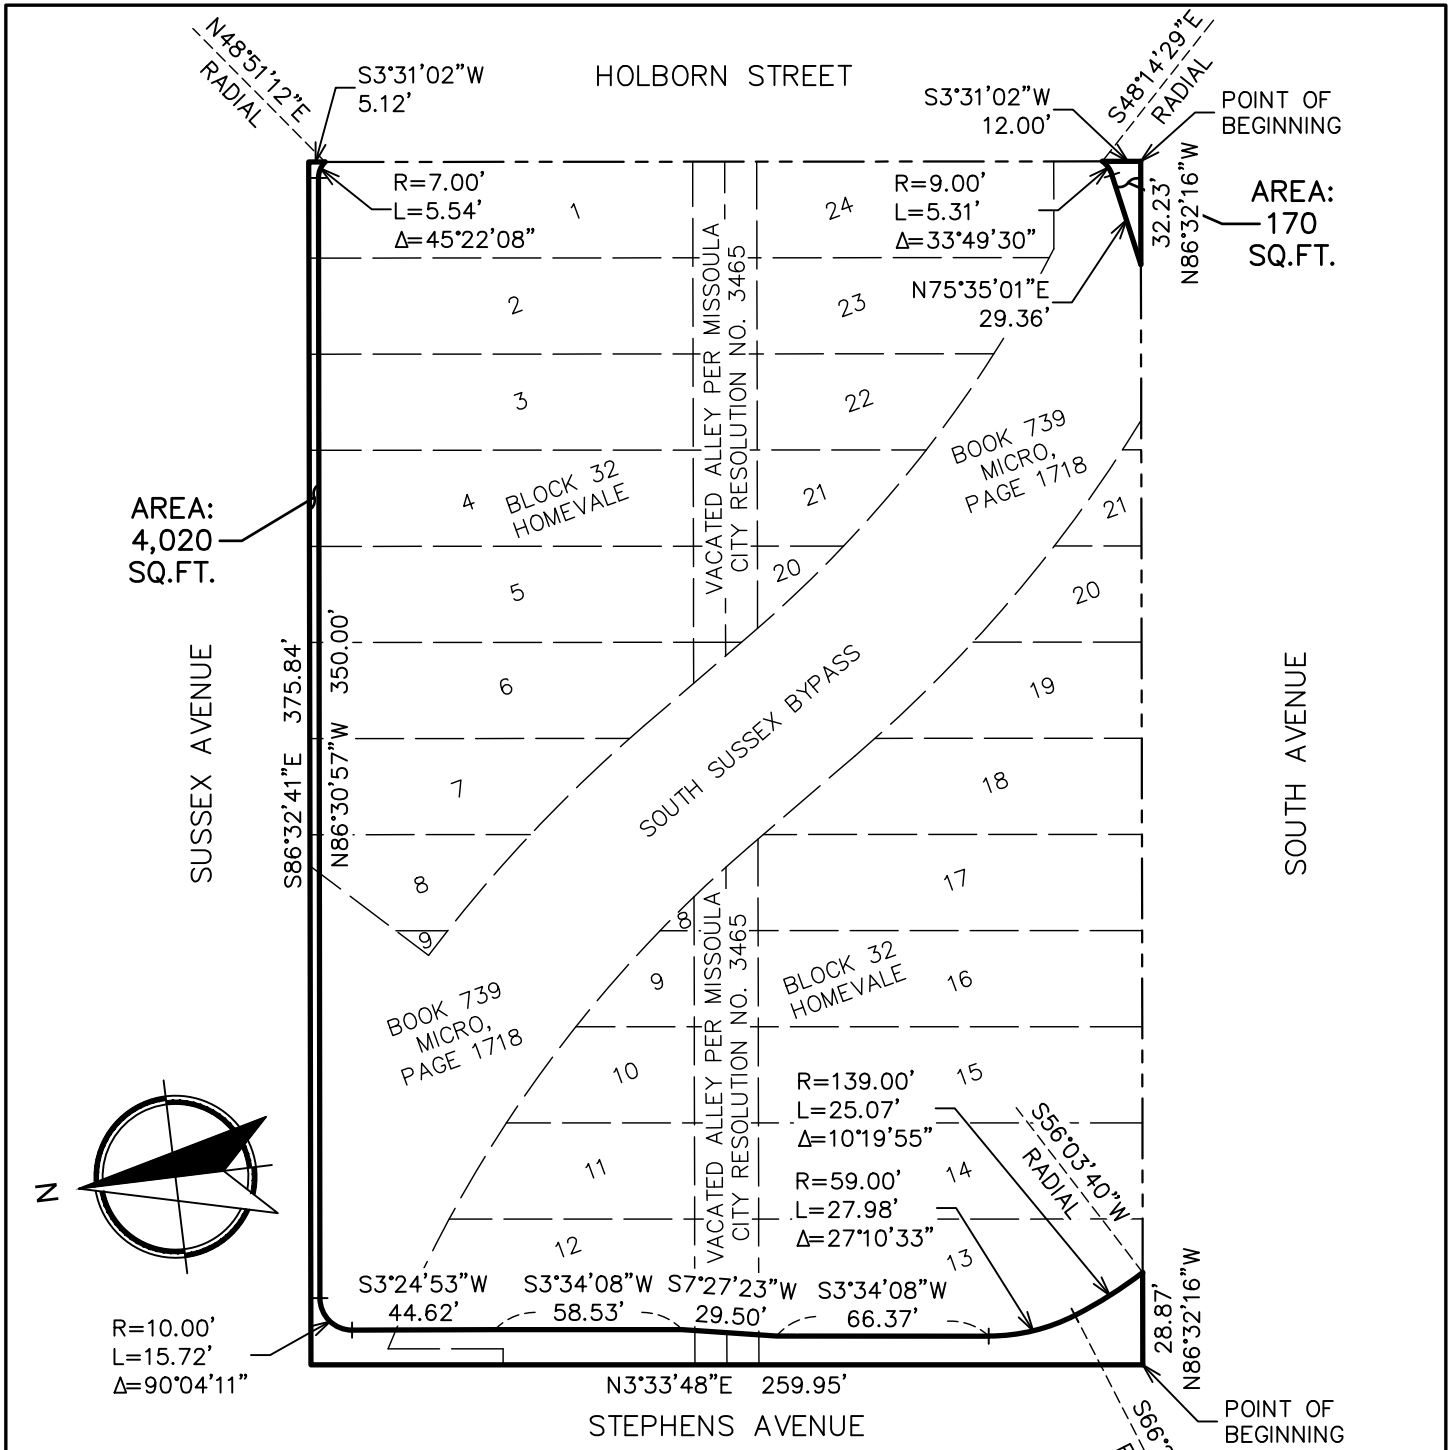 HOLBORN STREET
N48°51'12"E
RADIAL
S3°31'02"W
5.12'
S3°31'02"W
12.00'
S48°14'29"E
RADIAL
POINT OF
BEGINNING
R=7.00'
L=5.54'
Δ=45°22'08"
1
24
R=9.00'
L=5.31'
Δ=33°49'30"
32.23'
N86°32'16"W
AREA:
170
SQ.FT.
N75°35'01"E
29.36'
2
23
VACATED ALLEY PER MISSOULA
CITY RESOLUTION NO. 3465
3
22
BOOK 739
MICRO,
PAGE 1718
4
BLOCK 32
HOMEVALE
21
21
AREA:
4,020
SQ.FT.
5
20
20
SUSSEX AVENUE
S86°32'41"E 375.84'
N86°30'57"W 350.00'
6
SOUTH SUSSEX BYPASS
19
SOUTH AVENUE
7
18
8
17
9
8
9
BLOCK 32
HOMEVALE
16
VACATED ALLEY PER MISSOULA
CITY RESOLUTION NO. 3465
BOOK 739
MICRO,
PAGE 1718
10
15
R=139.00'
L=25.07'
Δ=10°19'55"
S56°03'40"W
RADIAL
N
11
14
R=59.00'
L=27.98'
Δ=27°10'33"
12
13
S3°24'53"W
44.62'
S3°34'08"W
58.53'
S7°27'23"W
29.50'
S3°34'08"W
66.37'
28.87'
N86°32'16"W
R=10.00'
L=15.72'
Δ=90°04'11"
N3°33'48"E 259.95'
STEPHENS AVENUE
POINT OF
BEGINNING